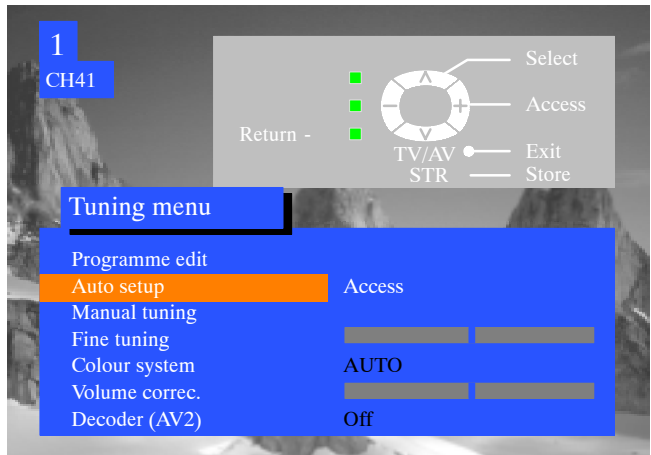 1
CH41
Select
Access
Return -
TV/AV
Exit
STR
Store
Tuning menu
Programme edit
Auto setup Access
Manual tuning
Fine tuning
Colour system AUTO
Volume correc.
Decoder (AV2) Off